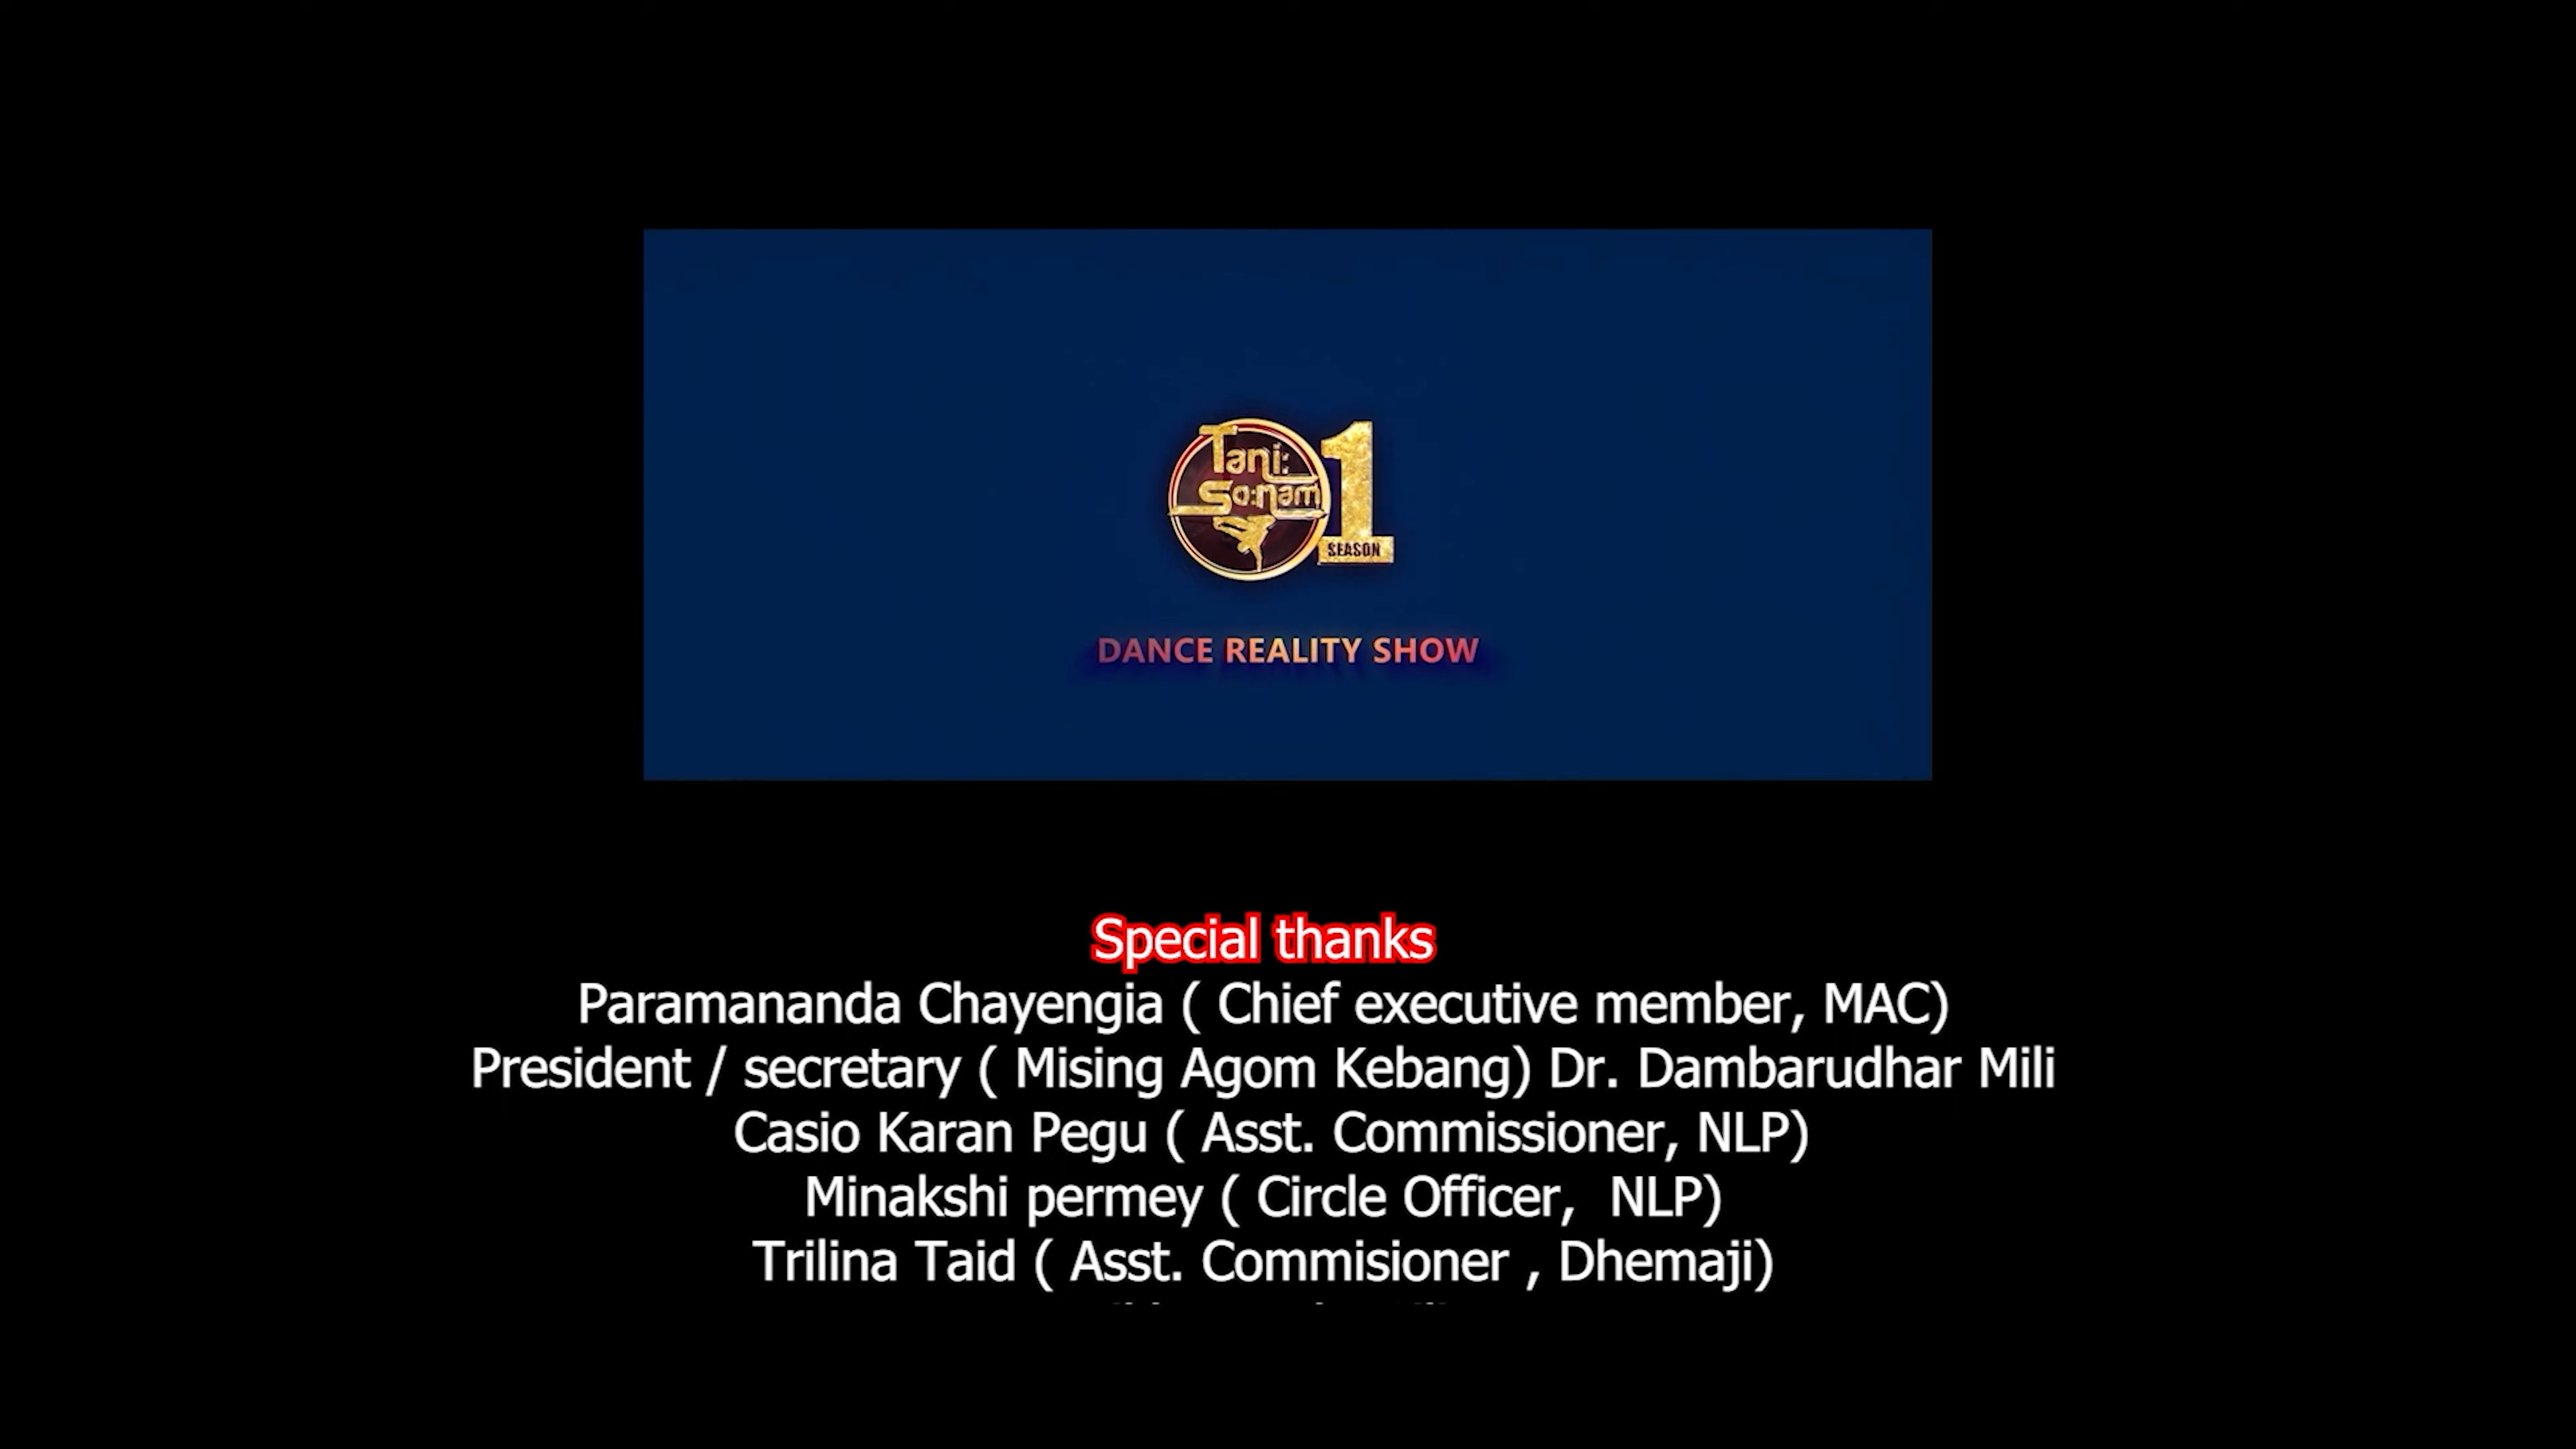 Tani:
So:nam
1
SEASON
DANCE REALITY SHOW
Special thanks
Paramananda Chayengia ( Chief executive member, MAC)
President / secretary ( Mising Agom Kebang) Dr. Dambarudhar Mili
Casio Karan Pegu ( Asst. Commissioner, NLP)
Minakshi permey ( Circle Officer,  NLP)
Trilina Taid ( Asst. Commisioner , Dhemaji)